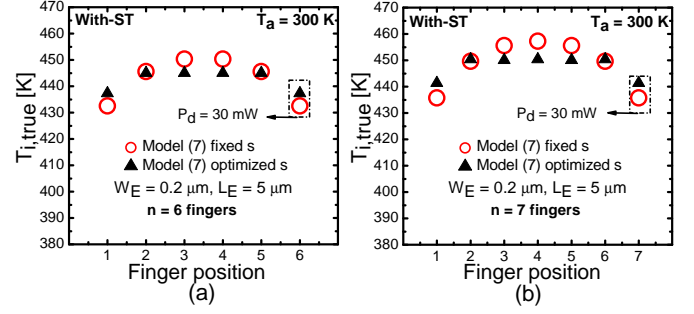 With-ST
T_a = 300 K
T_i,true [K]
480
470
460
450
440
430
420
410
400
390
380
P_d = 30 mW
Model (7) fixed s
Model (7) optimized s
W_E = 0.2 μm, L_E = 5 μm
n = 6 fingers
1 2 3 4 5 6
Finger position
(a)
With-ST
T_a = 300 K
T_i,true [K]
480
470
460
450
440
430
420
410
400
390
380
P_d = 30 mW
Model (7) fixed s
Model (7) optimized s
W_E = 0.2 μm, L_E = 5 μm
n = 7 fingers
1 2 3 4 5 6 7
Finger position
(b)